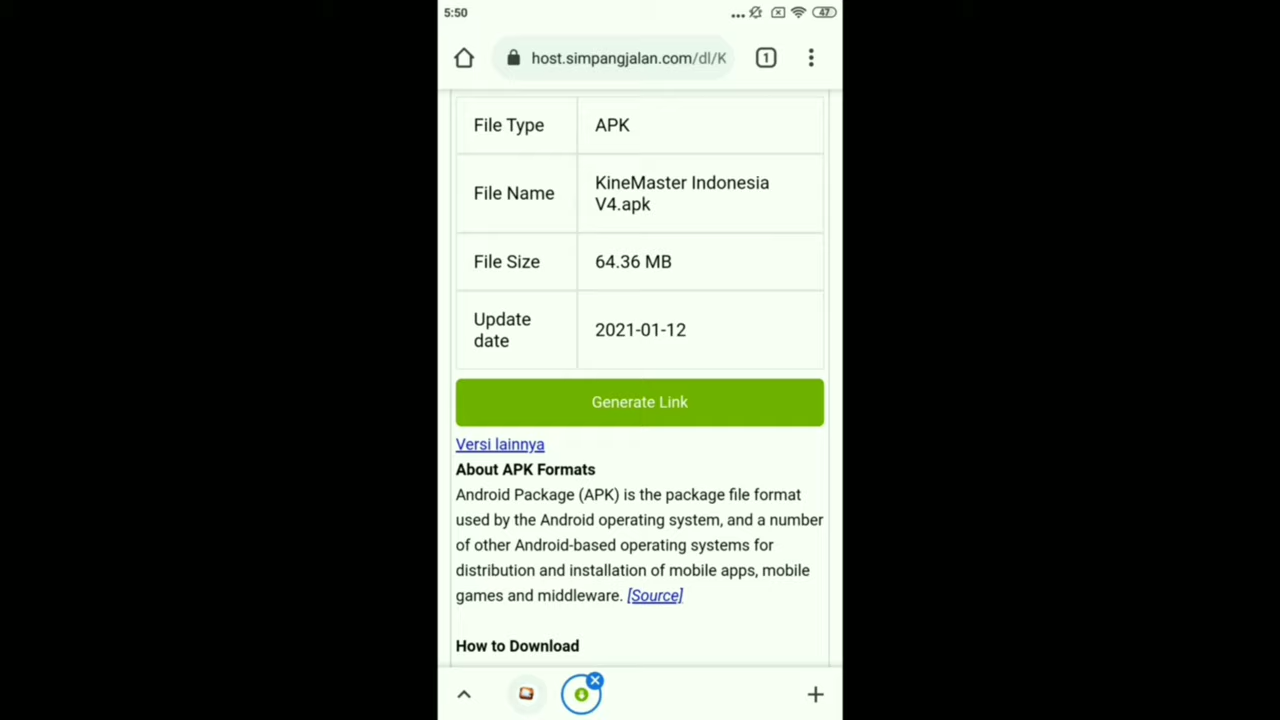 5:50
47
host.simpangjalan.com/dl/K
1
File Type
APK
File Name
KineMaster Indonesia
V4.apk
File Size
64.36 MB
Update
date
2021-01-12
Generate Link
Versi lainnya
About APK Formats
Android Package (APK) is the package file format
used by the Android operating system, and a number
of other Android-based operating systems for
distribution and installation of mobile apps, mobile
games and middleware. [Source]
How to Download